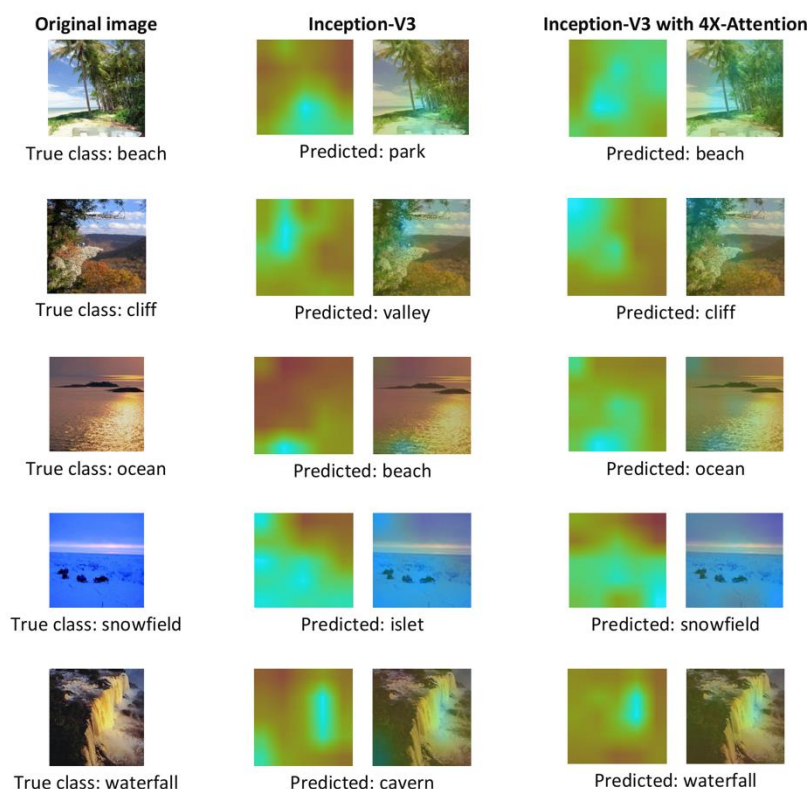 Original image Inception-V3 Inception-V3 with 4X-Attention
True class: beach Predicted: park Predicted: beach
True class: cliff Predicted: valley Predicted: cliff
True class: ocean Predicted: beach Predicted: ocean
True class: snowfield Predicted: islet Predicted: snowfield
True class: waterfall Predicted: cavern Predicted: waterfall